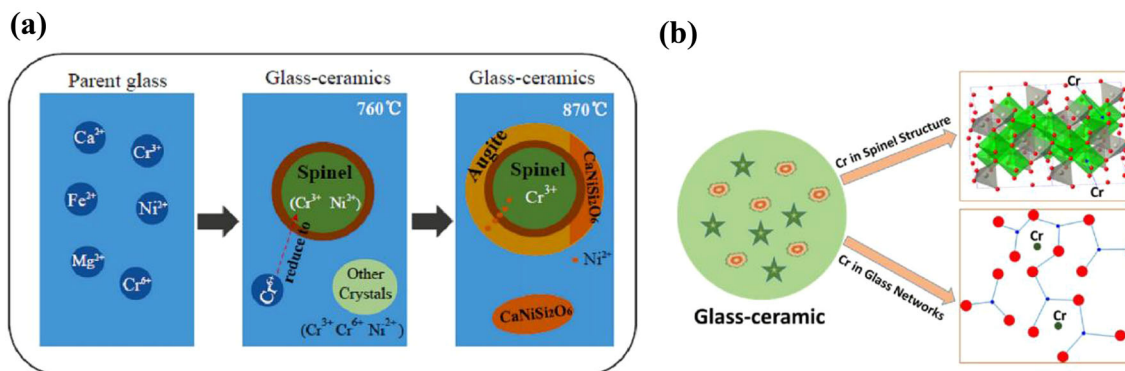 (a)
Parent glass
Ca²⁺
Cr³⁺
Fe²⁺
Ni²⁺
Mg²⁺
Cr⁶⁺
Glass-ceramics
760℃
Spinel
(Cr³⁺ Ni²⁺)
reduce to
Cr⁶⁺
Other
Crystals
(Cr³⁺ Cr⁶⁺ Ni²⁺)
Glass-ceramics
870℃
Augite
Spinel
Cr³⁺
CaNiSi₂O₆
Ni²⁺
CaNiSi₂O₆
(b)
Glass-ceramic
Cr in Spinel Structure
Cr in Glass Networks
Cr
Cr
Cr
Cr